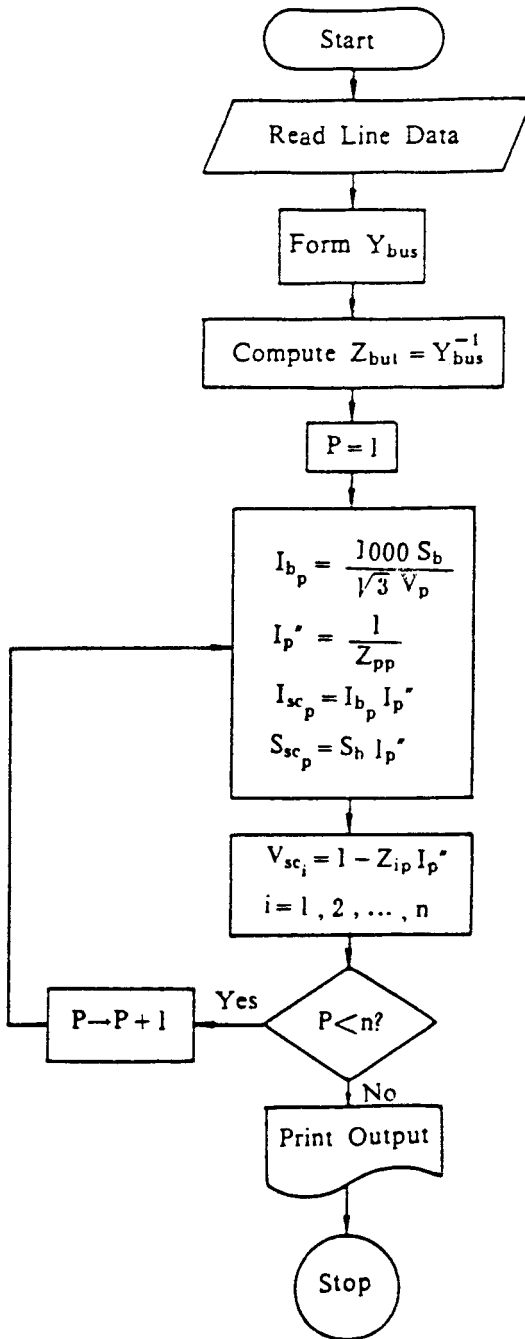 Start
Read Line Data
Form Y_bus
Compute Z_but = Y_bus^-1
P = 1
I_b_p = 1000 S_b / √3 V_p
I_p″ = 1 / Z_pp
I_sc_p = I_b_p I_p″
S_sc_p = S_b I_p″
V_sc_i = 1 − Z_ip I_p″
i = 1 , 2 , ... , n
P<n?
Yes
P→P + 1
No
Print Output
Stop